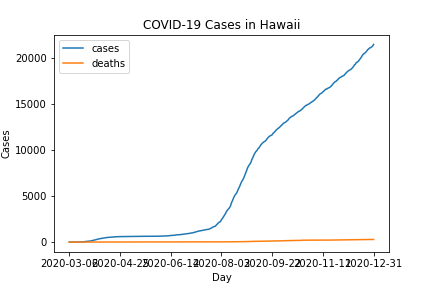 COVID-19 Cases in Hawaii
cases
deaths
20000
15000
10000
5000
0
Cases
2020-03-06 2020-04-25 2020-06-14 2020-08-03 2020-09-22 2020-11-11 2020-12-31
Day